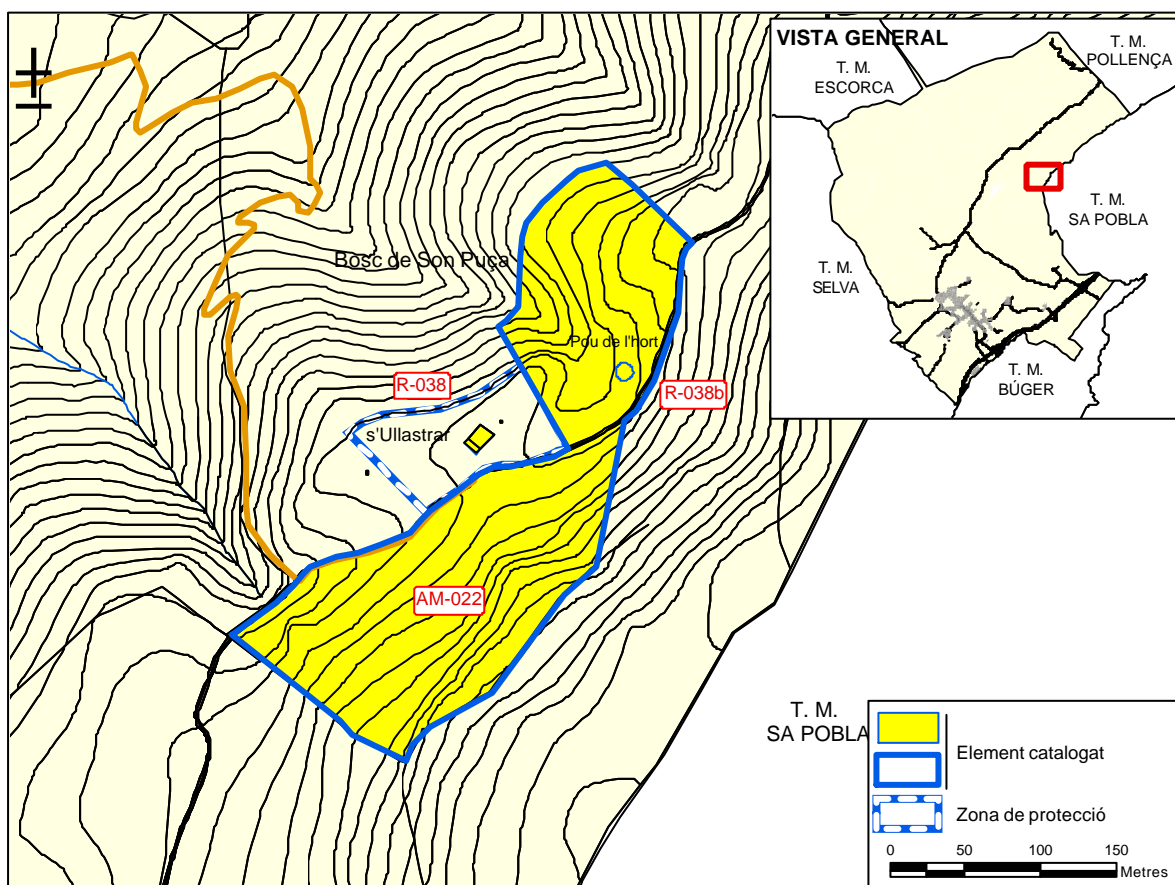 VISTA GENERAL
T. M.
POLLENÇA
T. M.
ESCORCA
T. M.
SA POBLA
T. M.
SELVA
T. M.
BÚGER
Bosc de Son Puça
Pou de l'hort
R-038
R-038b
s'Ullastrar
AM-022
T. M.
SA POBLA
Element catalogat
Zona de protecció
0 50 100 150
Metres